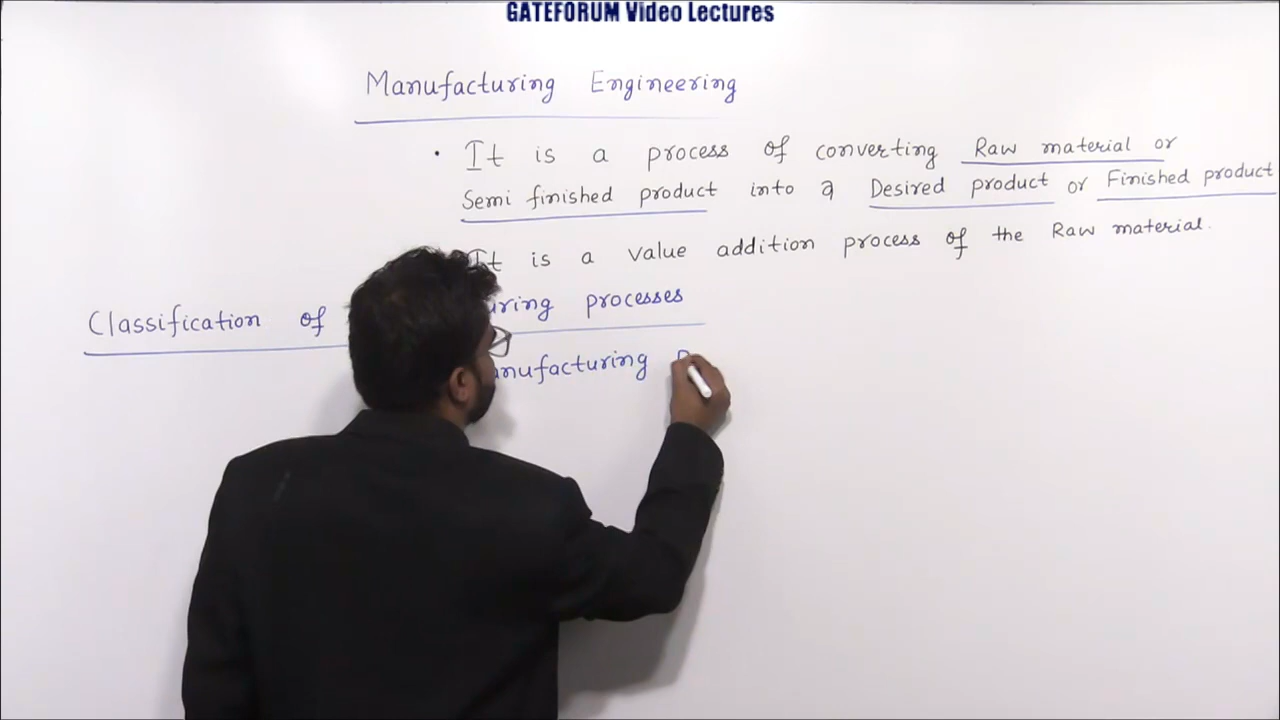 GATEFORUM Video Lectures
Manufacturing Engineering
• It is a process of converting Raw material or
Semi finished product into a Desired product or Finished product
It is a value addition process of the Raw material.
Classification of uring processes
anufacturing